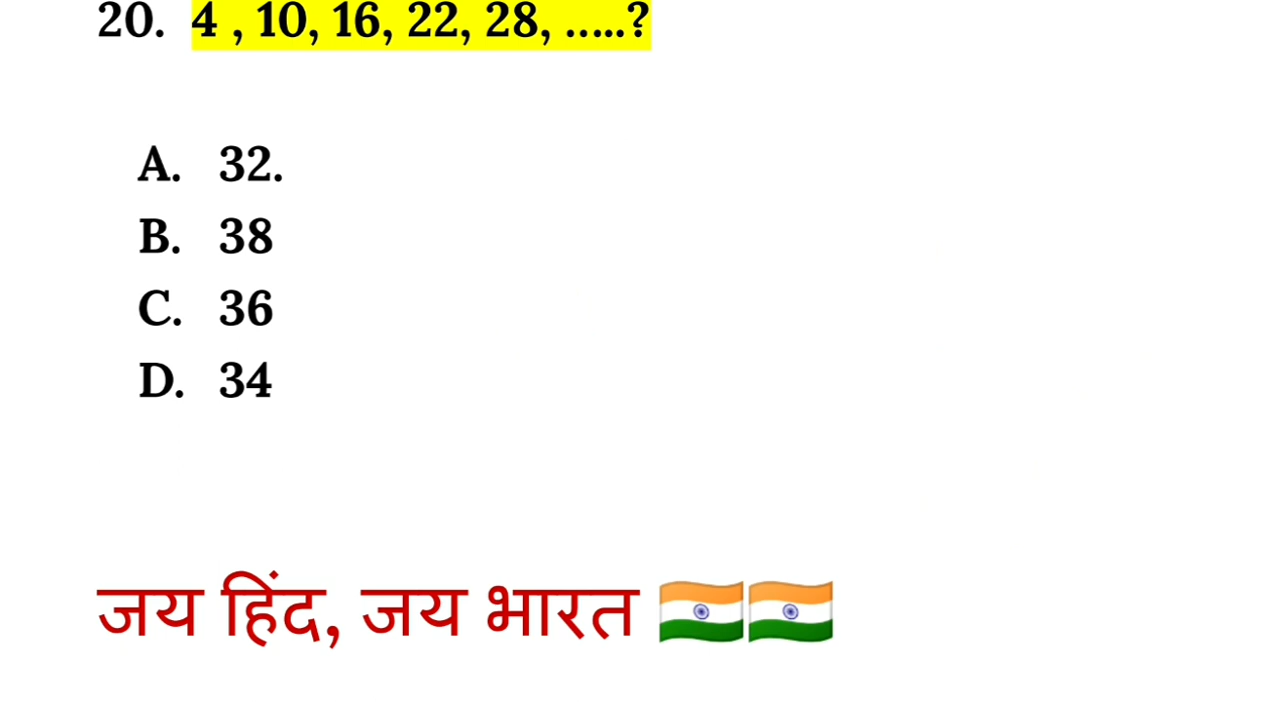 20. 4 , 10, 16, 22, 28, .....?
A. 32.
B. 38
C. 36
D. 34
जय हिंद, जय भारत 🇮🇳🇮🇳